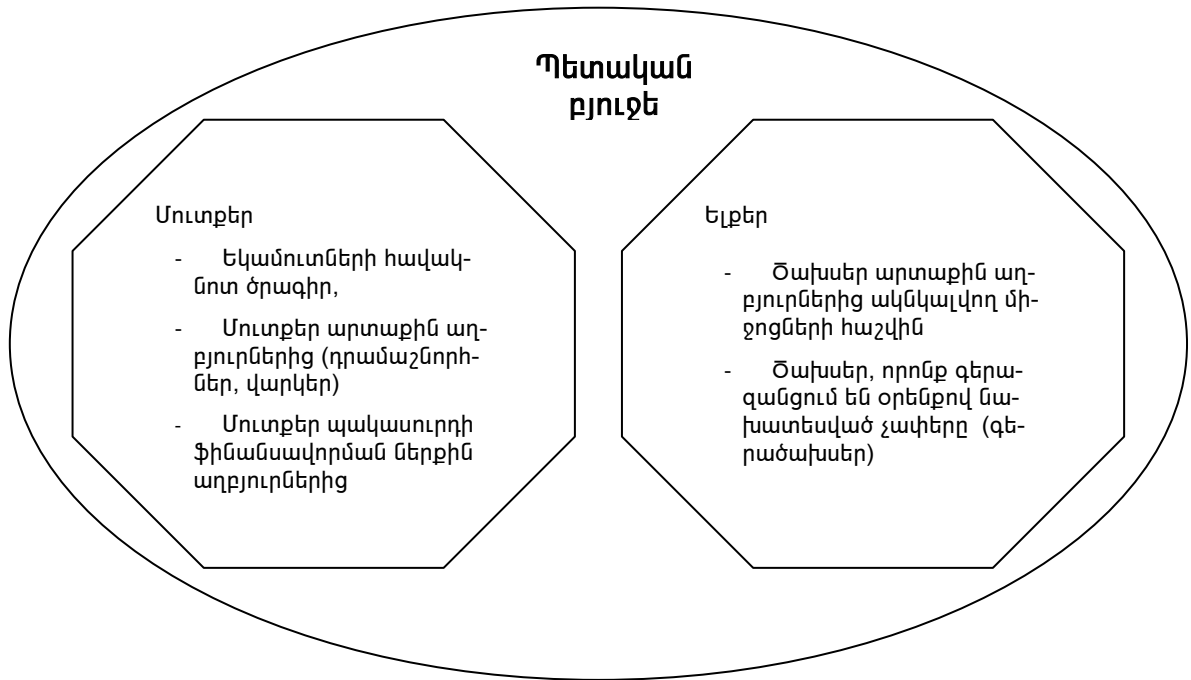 Պետական
բյուջե
Մուտքեր
- Եկամուտների հավակ-
նոտ ծրագիր,
- Մուտքեր արտաքին աղ-
բյուրներից (դրամաշնորհ-
ներ, վարկեր)
- Մուտքեր պակասուրդի
ֆինանսավորման ներքին
աղբյուրներից
Ելքեր
- Ծախսեր արտաքին աղ-
բյուրներից ակնկալվող մի-
ջոցների հաշվին
- Ծախսեր, որոնք գերա-
զանցում են օրենքով նա-
խատեսված չափերը (գե-
րածախսեր)